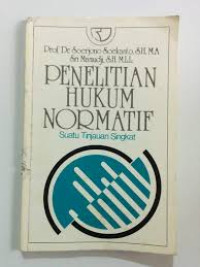 Prof. Dr. Soerjono Soekanto, S.H., M.A.
Sri Mamudji, S.H., M.L.L.
PENELITIAN
HUKUM
NORMATIF
Suatu Tinjauan Singkat